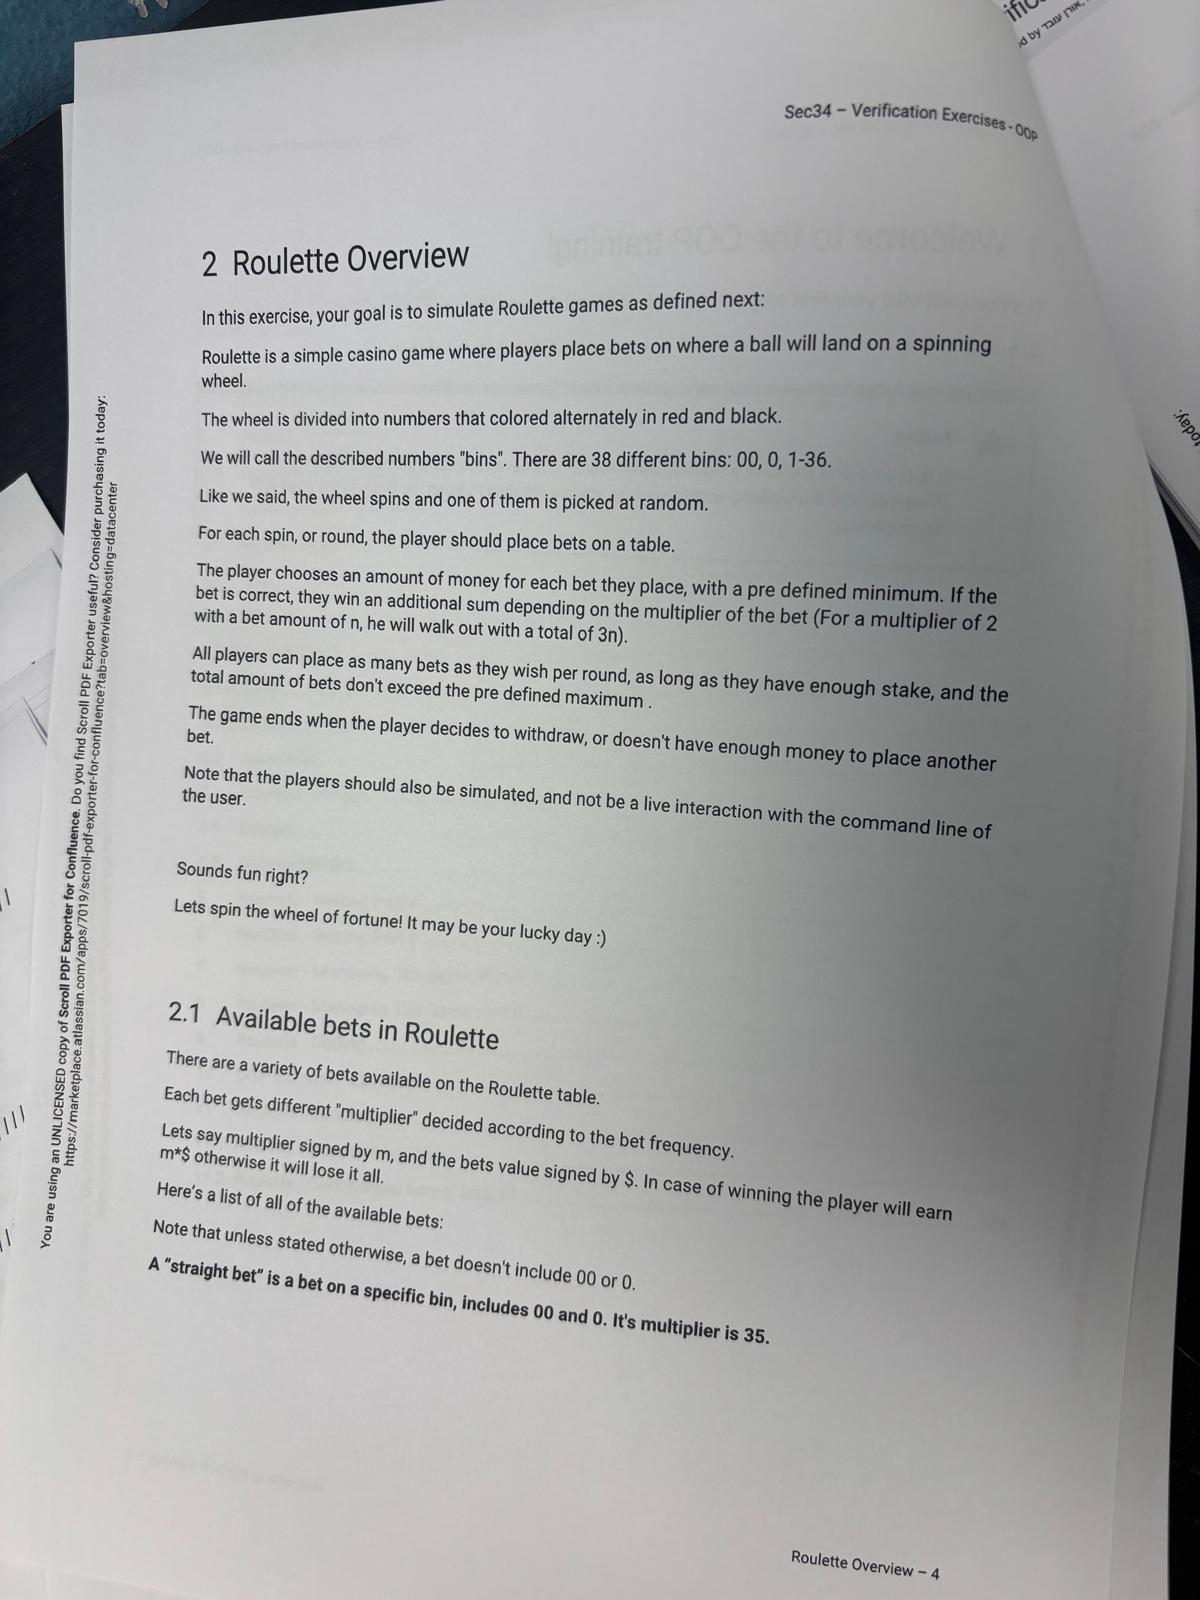 Sec34 – Verification Exercises - OOP
2 Roulette Overview
In this exercise, your goal is to simulate Roulette games as defined next:
Roulette is a simple casino game where players place bets on where a ball will land on a spinning
wheel.
The wheel is divided into numbers that colored alternately in red and black.
We will call the described numbers "bins". There are 38 different bins: 00, 0, 1-36.
Like we said, the wheel spins and one of them is picked at random.
For each spin, or round, the player should place bets on a table.
The player chooses an amount of money for each bet they place, with a pre defined minimum. If the
bet is correct, they win an additional sum depending on the multiplier of the bet (For a multiplier of 2
with a bet amount of n, he will walk out with a total of 3n).
All players can place as many bets as they wish per round, as long as they have enough stake, and the
total amount of bets don't exceed the pre defined maximum .
The game ends when the player decides to withdraw, or doesn't have enough money to place another
bet.
Note that the players should also be simulated, and not be a live interaction with the command line of
the user.
Sounds fun right?
Lets spin the wheel of fortune! It may be your lucky day :)
2.1 Available bets in Roulette
There are a variety of bets available on the Roulette table.
Each bet gets different "multiplier" decided according to the bet frequency.
Lets say multiplier signed by m, and the bets value signed by $. In case of winning the player will earn
m*$ otherwise it will lose it all.
Here's a list of all of the available bets:
Note that unless stated otherwise, a bet doesn't include 00 or 0.
A “straight bet” is a bet on a specific bin, includes 00 and 0. It's multiplier is 35.
Roulette Overview – 4
You are using an UNLICENSED copy of Scroll PDF Exporter for Confluence. Do you find Scroll PDF Exporter useful? Consider purchasing it today:
https://marketplace.atlassian.com/apps/7019/scroll-pdf-exporter-for-confluence?tab=overview&hosting=datacenter
today: